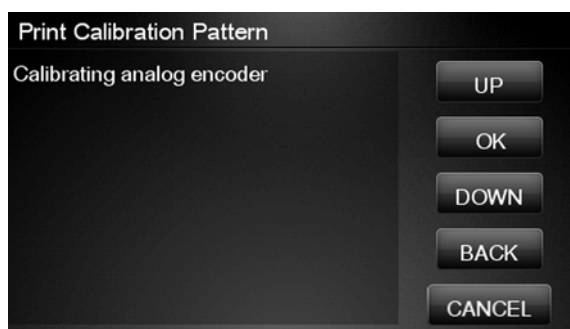 Print Calibration Pattern
Calibrating analog encoder
UP
OK
DOWN
BACK
CANCEL